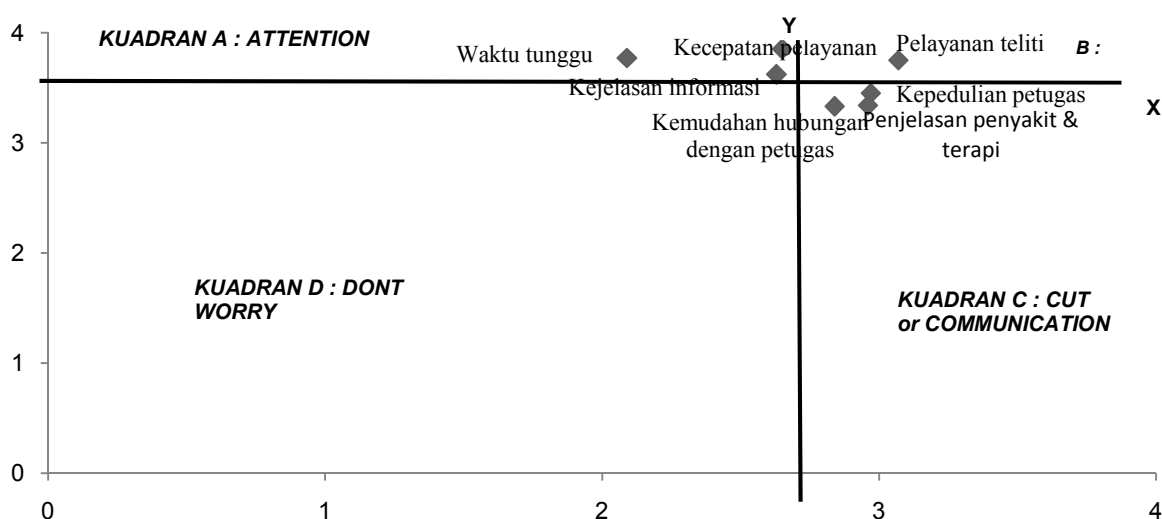 4
KUADRAN A : ATTENTION
Y
Waktu tunggu
Kecepatan pelayanan
Pelayanan teliti
B :
Kejelasan informasi
Kepedulian petugas
X
3
Kemudahan hubungan
dengan petugas
Penjelasan penyakit &
terapi
2
KUADRAN D : DONT
WORRY
KUADRAN C : CUT
or COMMUNICATION
1
0
0 1 2 3 4